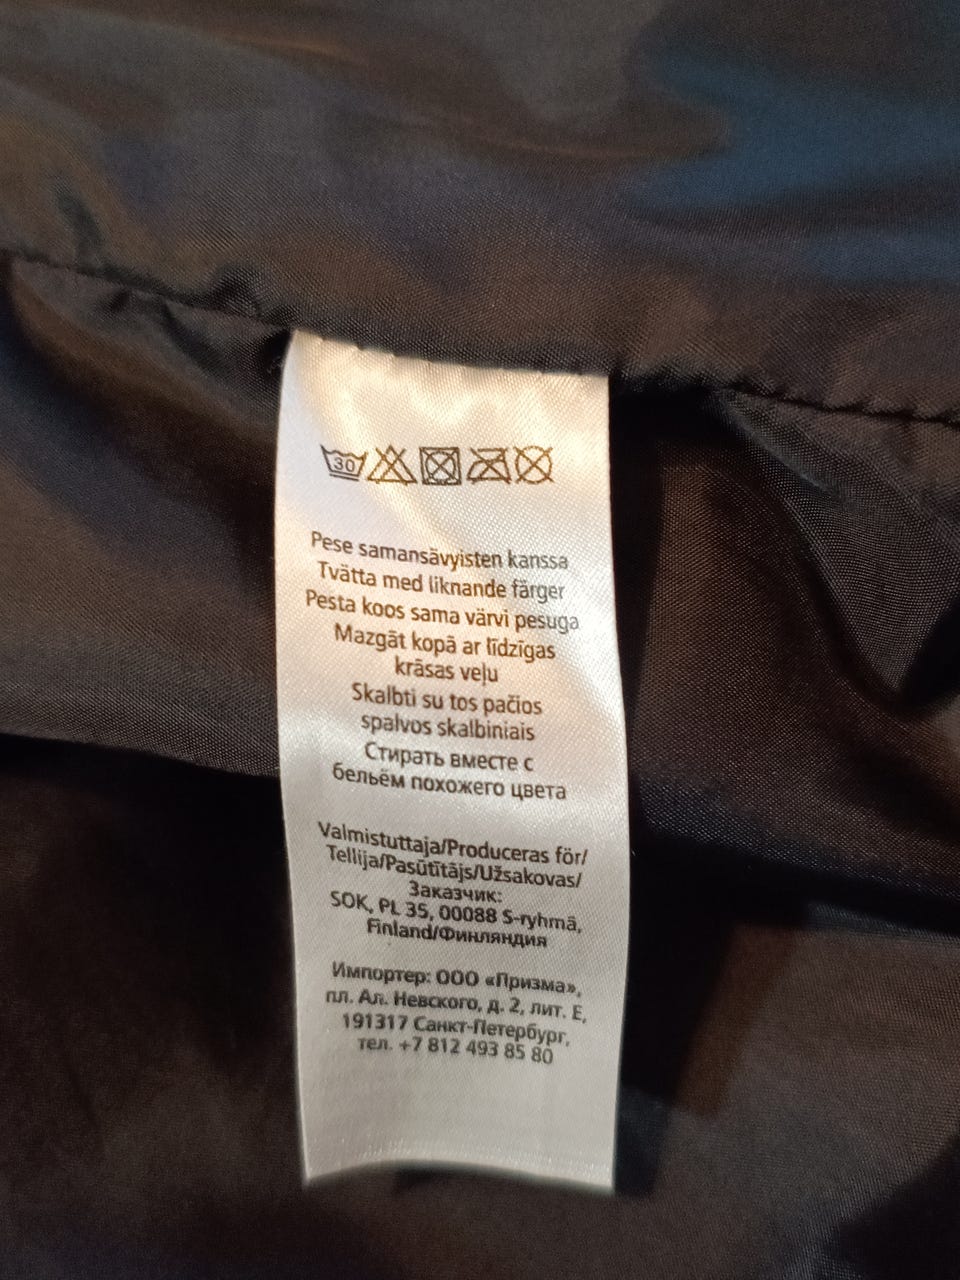 30
Pese samansävyisten kanssa
Tvätta med liknande färger
Pesta koos sama värvi pesuga
Mazgāt kopā ar līdzīgas
krāsas veļu
Skalbti su tos pačios
spalvos skalbiniais
Стирать вместе с
бельём похожего цвета
Valmistuttaja/Produceras för/
Tellija/Pasūtītājs/Užsakovas/
Заказчик:
SOK, PL 35, 00088 S-ryhmä,
Finland/Финляндия
Импортер: ООО «Призма»,
пл. Ал. Невского, д. 2, лит. Е,
191317 Санкт-Петербург,
тел. +7 812 493 85 80